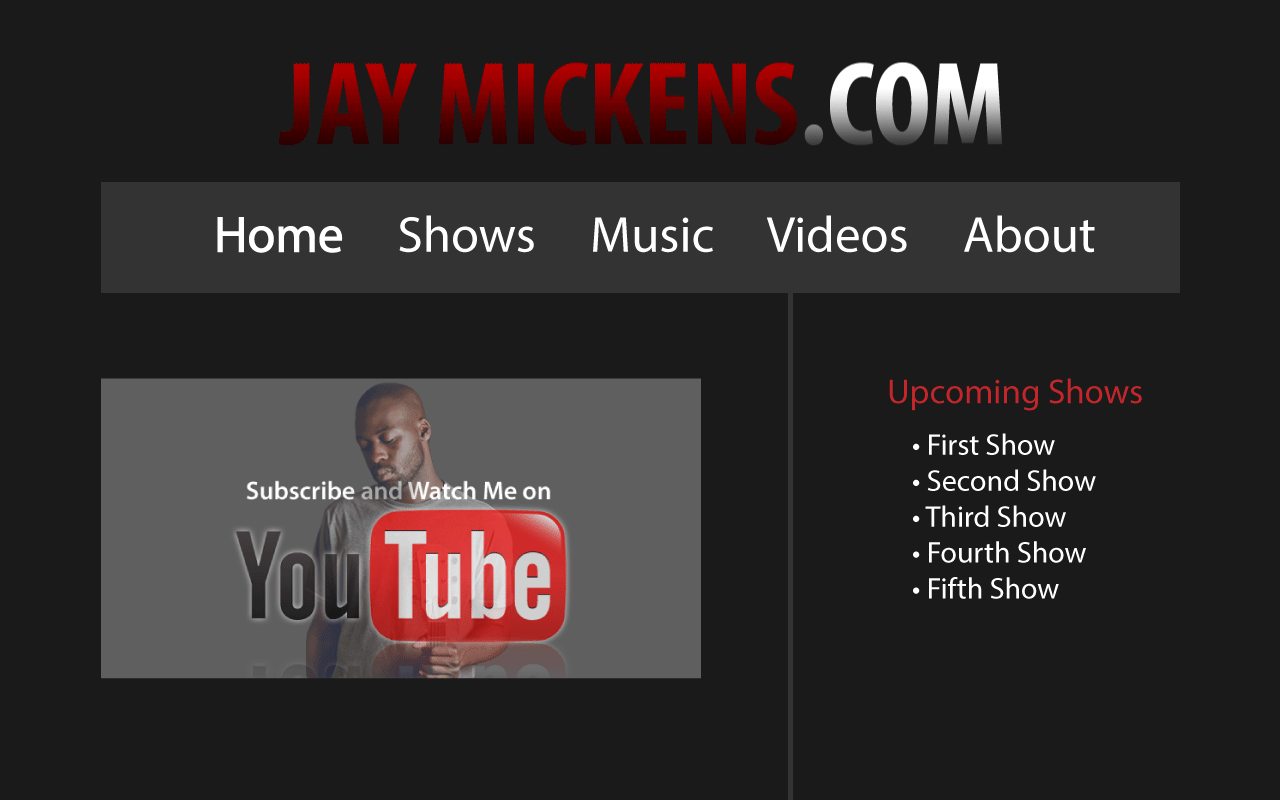 JAY MICKENS.COM
Home Shows Music Videos About
Upcoming Shows
• First Show
• Second Show
• Third Show
• Fourth Show
• Fifth Show
Subscribe and Watch Me on
YouTube